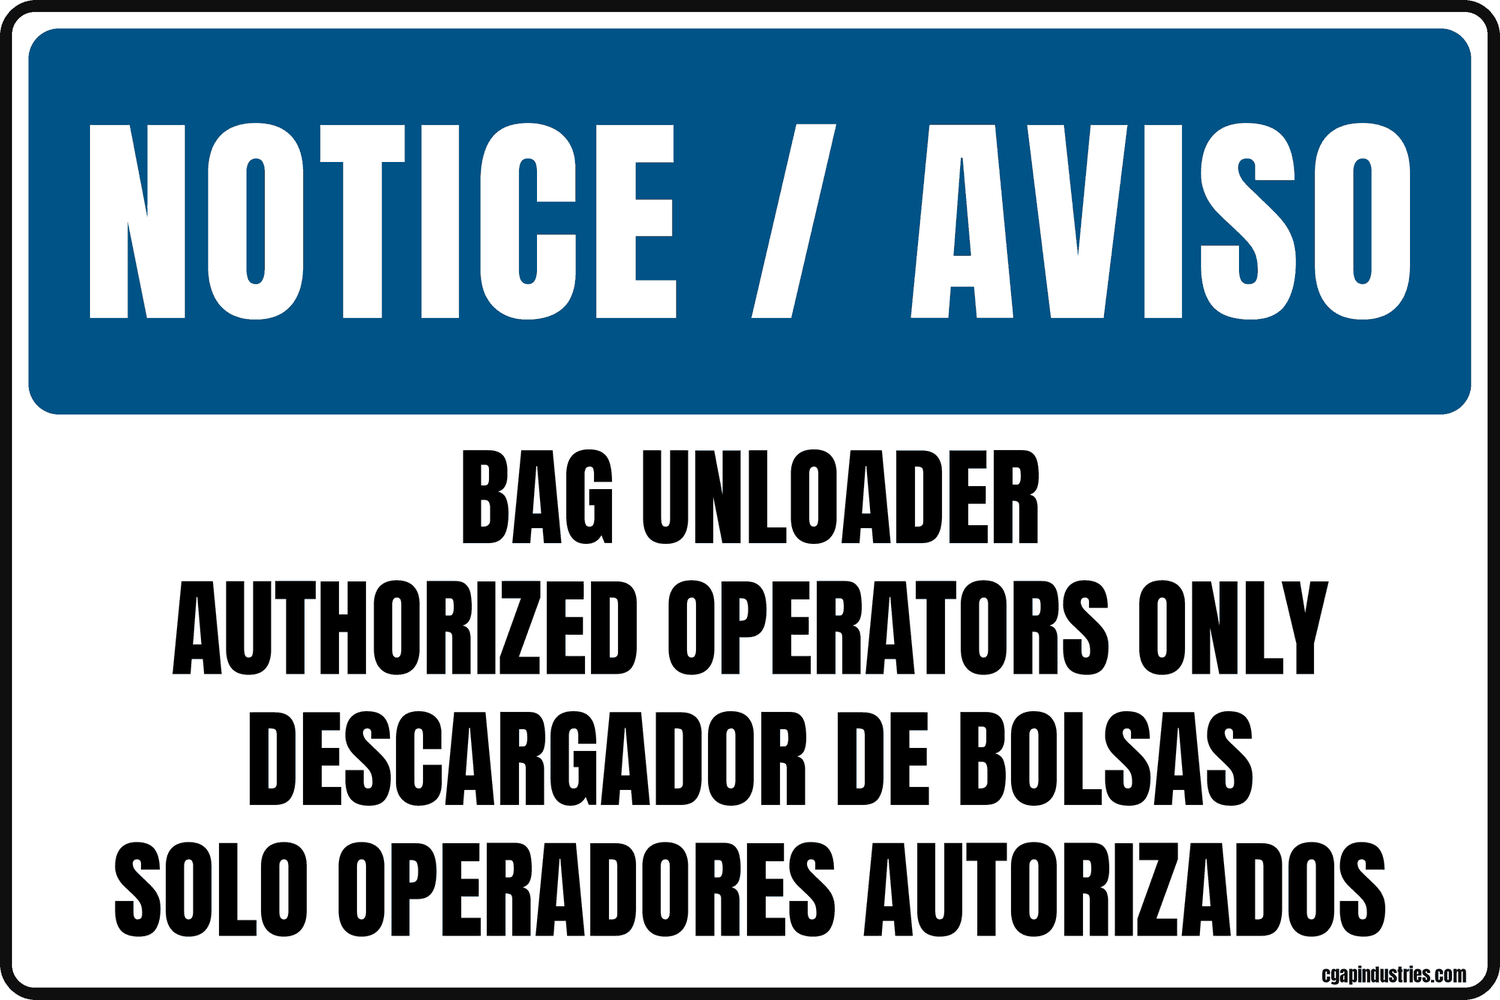 NOTICE / AVISO
BAG UNLOADER
AUTHORIZED OPERATORS ONLY
DESCARGADOR DE BOLSAS
SOLO OPERADORES AUTORIZADOS
cgapindustries.com